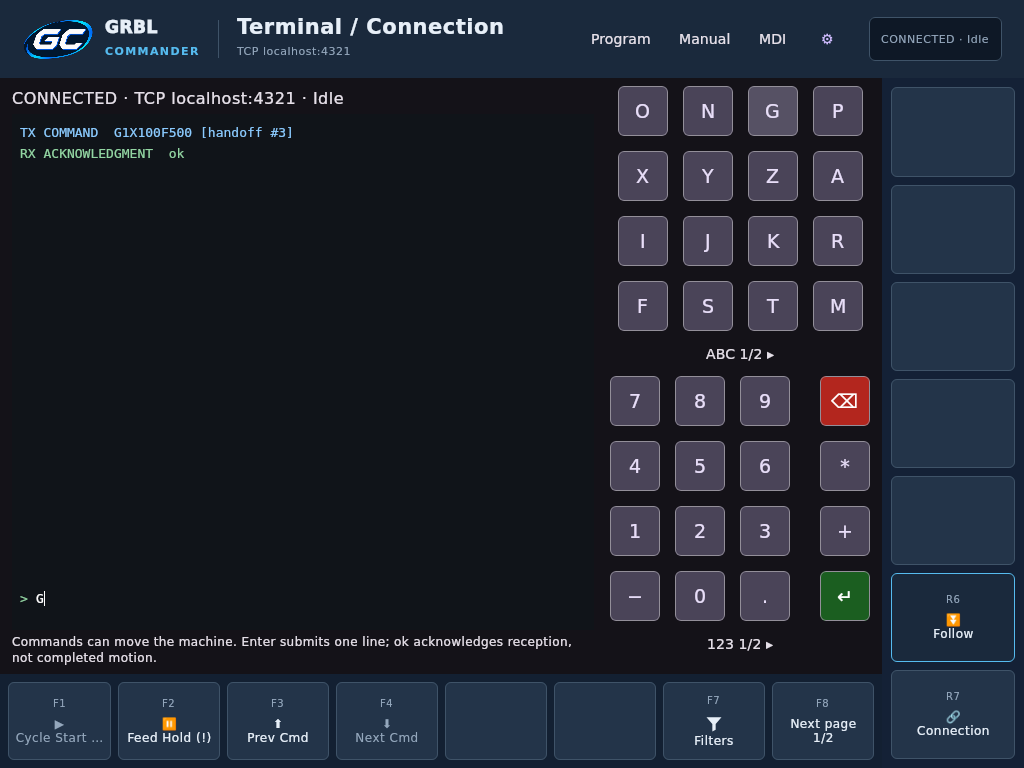 GC
GRBL
COMMANDER
Terminal / Connection
TCP localhost:4321
Program
Manual
MDI
⚙
CONNECTED · Idle
CONNECTED · TCP localhost:4321 · Idle
TX COMMAND  G1X100F500 [handoff #3]
RX ACKNOWLEDGMENT  ok
> G
Commands can move the machine. Enter submits one line; ok acknowledges reception,
not completed motion.
O N G P
X Y Z A
I J K R
F S T M
ABC 1/2 ▸
7 8 9 ⌫
4 5 6 *
1 2 3 +
− 0 . ↵
123 1/2 ▸
R6
⏬
Follow
R7
🔗
Connection
F1
▶
Cycle Start ...
F2
⏸
Feed Hold (!)
F3
⬆
Prev Cmd
F4
⬇
Next Cmd
F7
Filters
F8
Next page
1/2